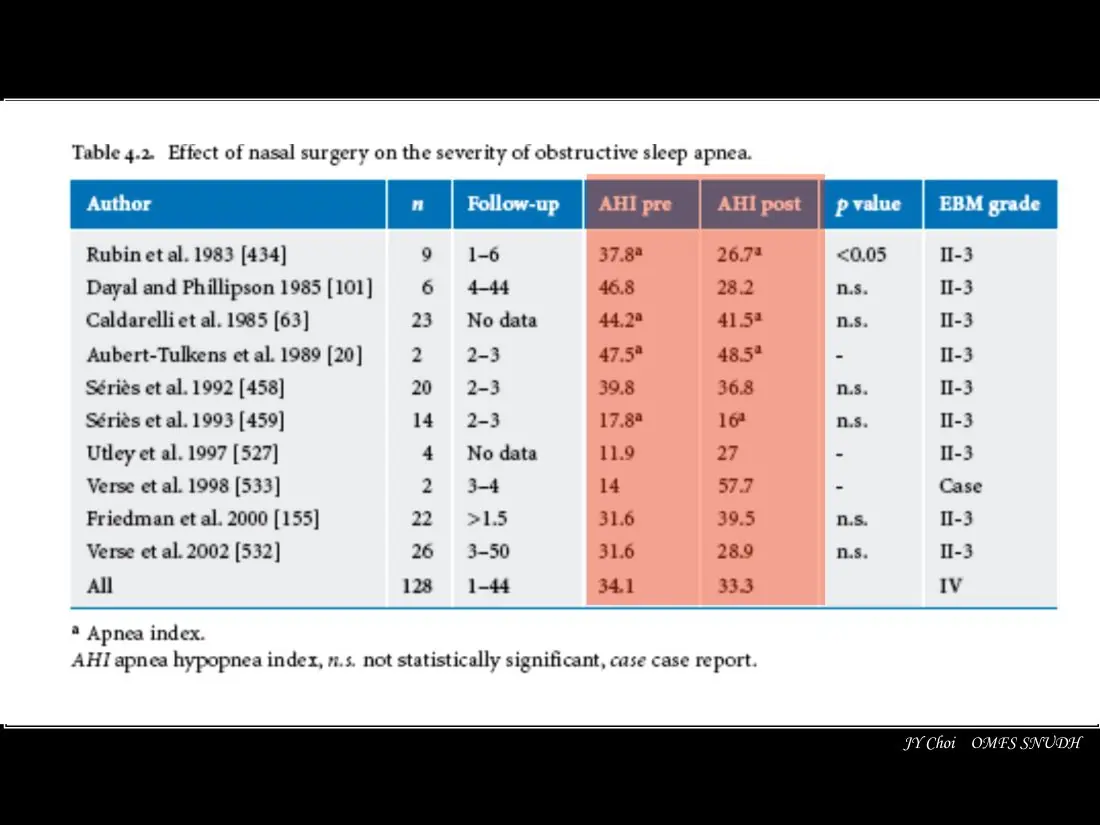 Table 4.2. Effect of nasal surgery on the severity of obstructive sleep apnea.
Author n Follow-up AHI pre AHI post p value EBM grade
Rubin et al. 1983 [434] 9 1–6 37.8ᵃ 26.7ᵃ <0.05 II-3
Dayal and Phillipson 1985 [101] 6 4–44 46.8 28.2 n.s. II-3
Caldarelli et al. 1985 [63] 23 No data 44.2ᵃ 41.5ᵃ n.s. II-3
Aubert-Tulkens et al. 1989 [20] 2 2–3 47.5ᵃ 48.5ᵃ - II-3
Sériès et al. 1992 [458] 20 2–3 39.8 36.8 n.s. II-3
Sériès et al. 1993 [459] 14 2–3 17.8ᵃ 16ᵃ n.s. II-3
Utley et al. 1997 [527] 4 No data 11.9 27 - II-3
Verse et al. 1998 [533] 2 3–4 14 57.7 - Case
Friedman et al. 2000 [155] 22 >1.5 31.6 39.5 n.s. II-3
Verse et al. 2002 [532] 26 3–50 31.6 28.9 n.s. II-3
All 128 1–44 34.1 33.3 IV
ᵃ Apnea index.
AHI apnea hypopnea index, n.s. not statistically significant, case case report.
JY Choi OMFS SNUDH